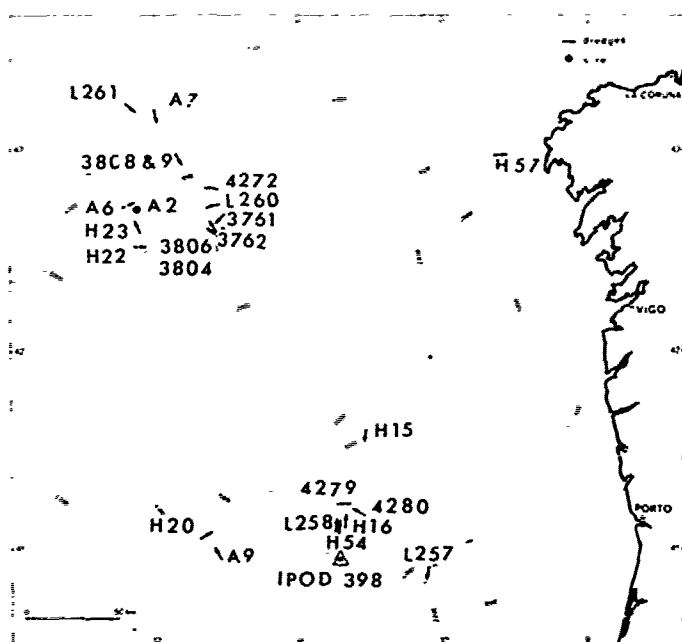 dredges
LA CORUNA
L261
A7
38C8 & 9
H57
4272
L260
A6
A2
3761
H23
3762
3806
H22
3804
VIGO
42
H15
4279
4280
PORTO
L258
H16
H20
H54
A9
L257
IPOD 398